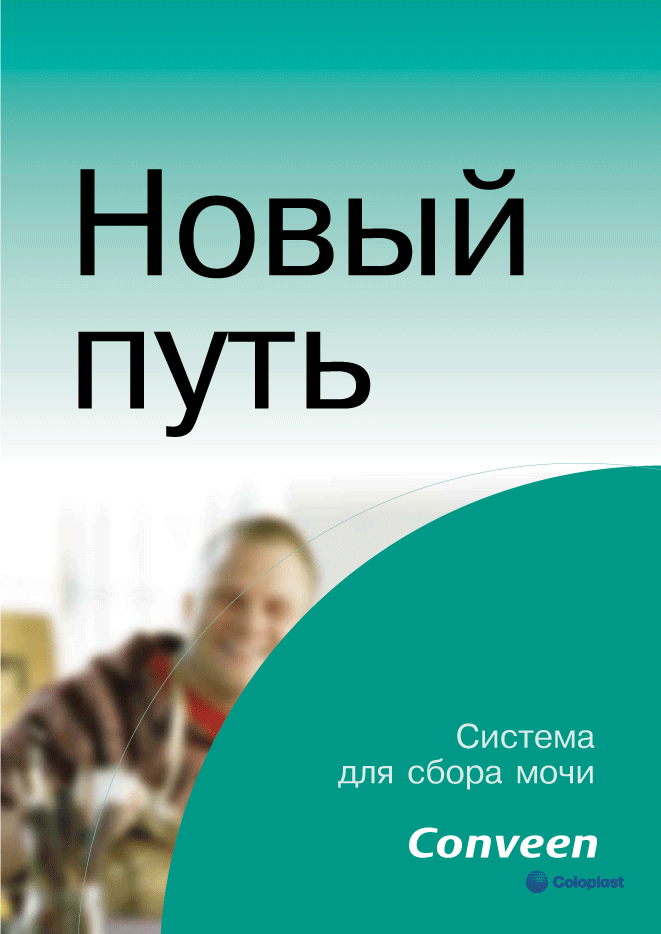 Новый
путь
Система
для сбора мочи
Conveen
Coloplast